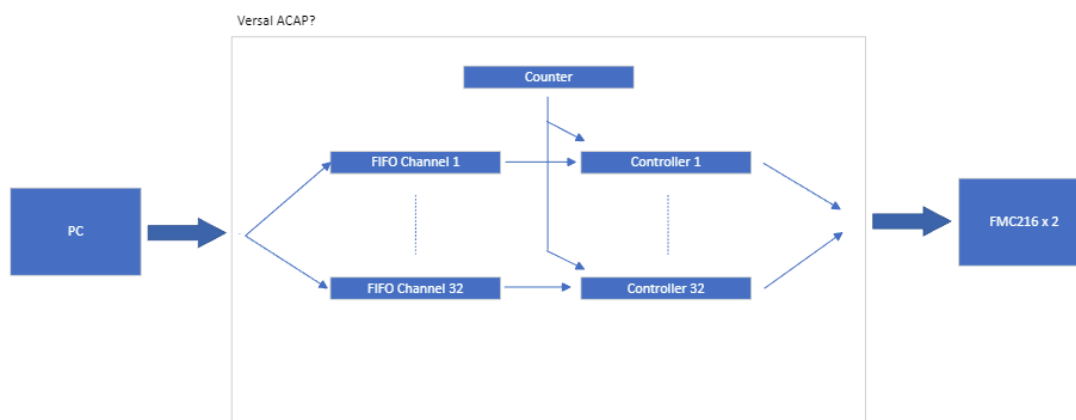 Versal ACAP?
Counter
FIFO Channel 1
Controller 1
PC
FMC216 x 2
FIFO Channel 32
Controller 32